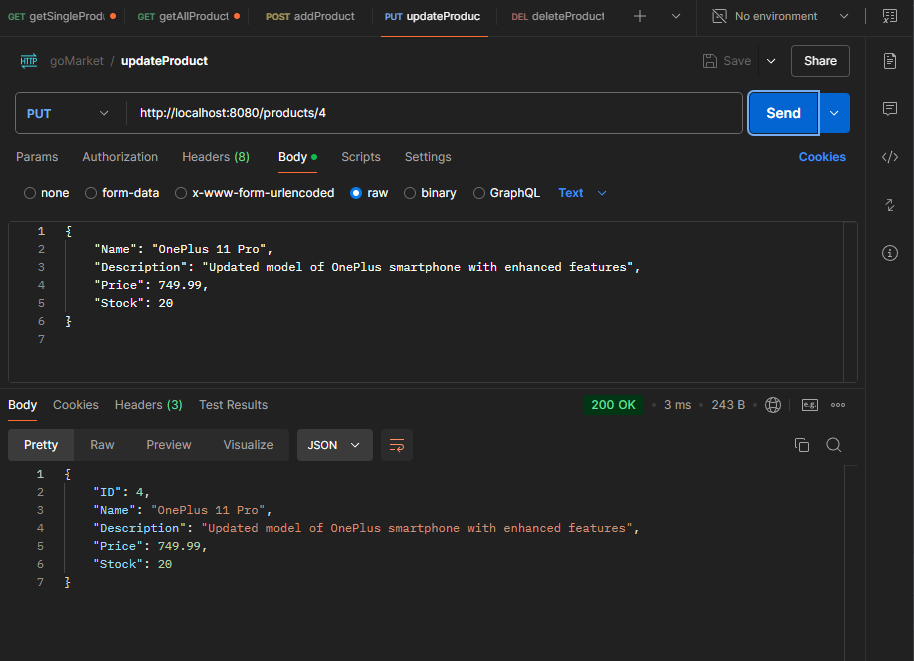 GET getSingleProdu GET getAllProduct POST addProduct PUT updateProduc DEL deleteProduct No environment
HTTP goMarket / updateProduct Save Share
PUT http://localhost:8080/products/4 Send
Params Authorization Headers (8) Body Scripts Settings Cookies
none form-data x-www-form-urlencoded raw binary GraphQL Text
1 {
2 "Name": "OnePlus 11 Pro",
3 "Description": "Updated model of OnePlus smartphone with enhanced features",
4 "Price": 749.99,
5 "Stock": 20
6 }
7
Body Cookies Headers (3) Test Results 200 OK 3 ms 243 B e.g.
Pretty Raw Preview Visualize JSON
1 {
2 "ID": 4,
3 "Name": "OnePlus 11 Pro",
4 "Description": "Updated model of OnePlus smartphone with enhanced features",
5 "Price": 749.99,
6 "Stock": 20
7 }